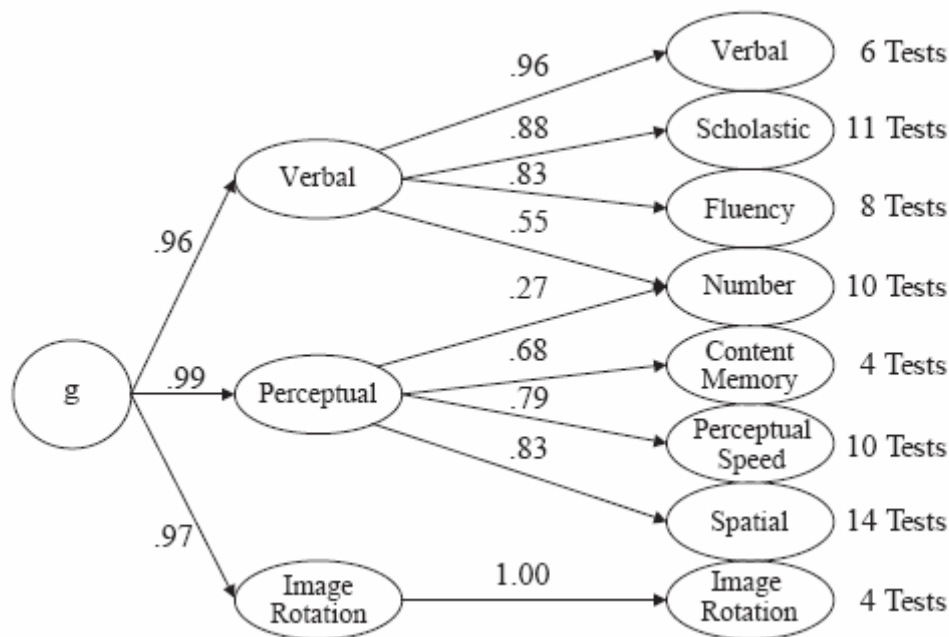 Verbal 6 Tests
.96
.88
Scholastic 11 Tests
Verbal
.83
Fluency 8 Tests
.55
.96
Number 10 Tests
.27
.68
Content
Memory
4 Tests
g
.99
Perceptual
.79
Perceptual
Speed
10 Tests
.83
Spatial 14 Tests
.97
1.00
Image
Rotation
Image
Rotation
4 Tests